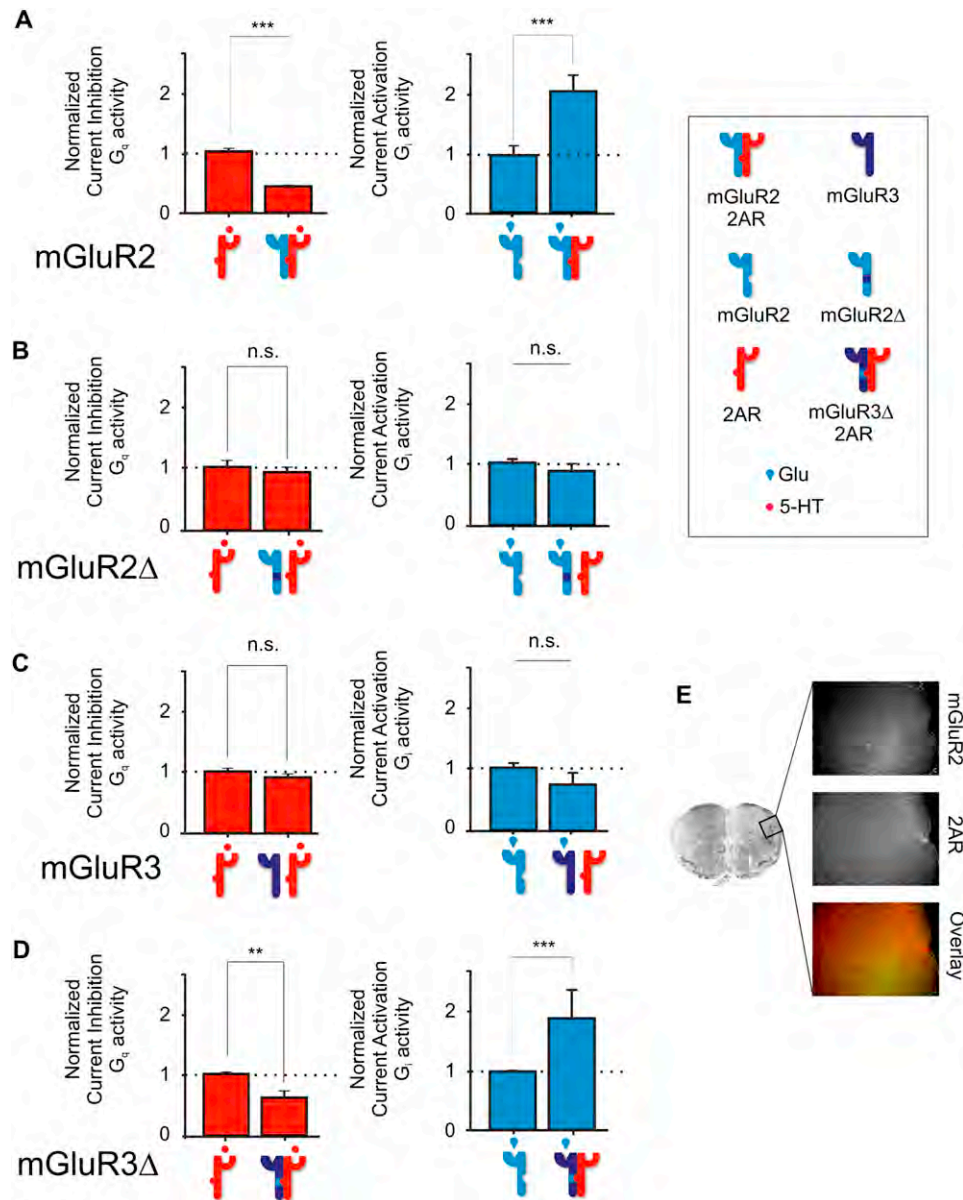 A
***
Normalized
Current Inhibition
Gq activity
2
1
0
***
Normalized
Current Activation
Gi activity
2
1
0
mGluR2
mGluR2
2AR
mGluR3
mGluR2
mGluR2Δ
2AR
mGluR3Δ
2AR
Glu
5-HT
B
n.s.
Normalized
Current Inhibition
Gq activity
2
1
0
n.s.
Normalized
Current Activation
Gi activity
2
1
0
mGluR2Δ
C
n.s.
Normalized
Current Inhibition
Gq activity
2
1
0
n.s.
Normalized
Current Activation
Gi activity
2
1
0
mGluR3
E
mGluR2
2AR
Overlay
D
**
Normalized
Current Inhibition
Gq activity
2
1
0
***
Normalized
Current Activation
Gi activity
2
1
0
mGluR3Δ